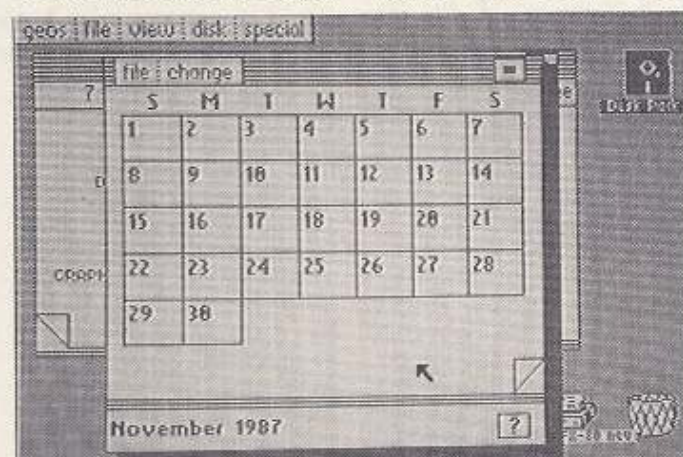 geos file view disk special
file change
7
S M T W T F S
1 2 3 4 5 6 7
8 9 10 11 12 13 14
15 16 17 18 19 20 21
22 23 24 25 26 27 28
29 30
November 1987 ?